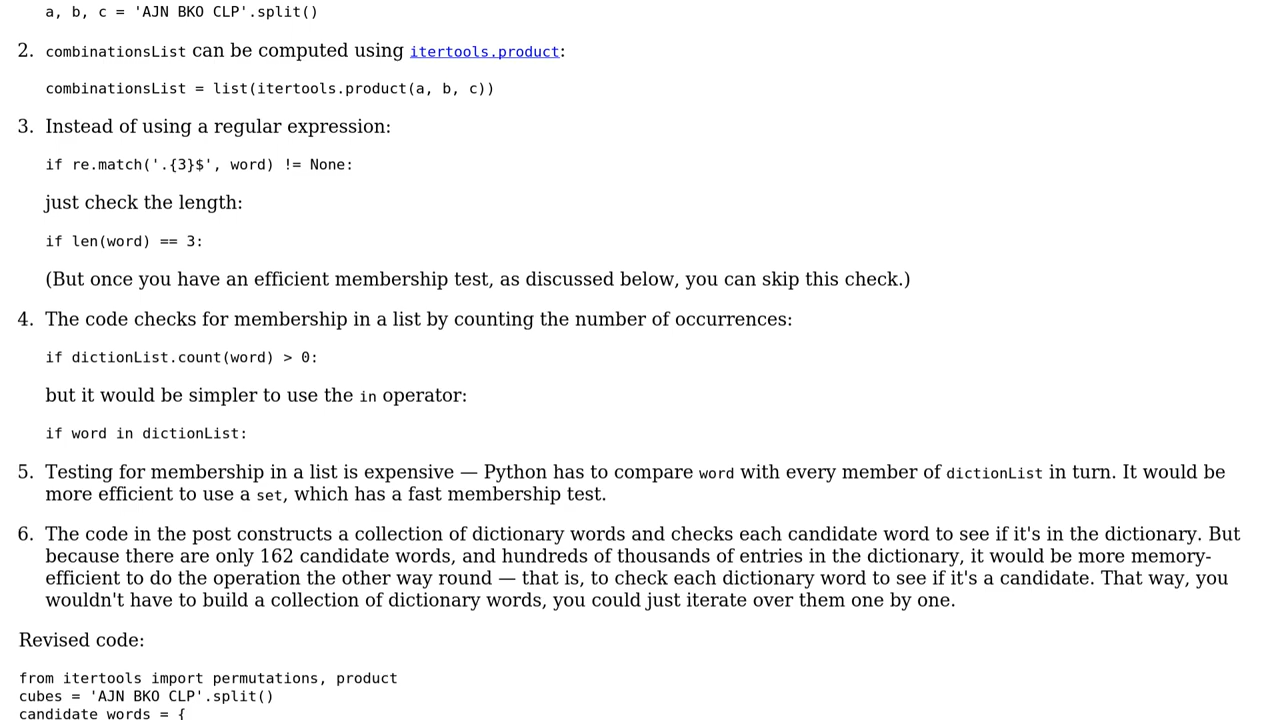 a, b, c = 'AJN BKO CLP'.split()
2. combinationsList can be computed using itertools.product:
combinationsList = list(itertools.product(a, b, c))
3. Instead of using a regular expression:
if re.match('.{3}$', word) != None:
just check the length:
if len(word) == 3:
(But once you have an efficient membership test, as discussed below, you can skip this check.)
4. The code checks for membership in a list by counting the number of occurrences:
if dictionList.count(word) > 0:
but it would be simpler to use the in operator:
if word in dictionList:
5. Testing for membership in a list is expensive — Python has to compare word with every member of dictionList in turn. It would be
more efficient to use a set, which has a fast membership test.
6. The code in the post constructs a collection of dictionary words and checks each candidate word to see if it's in the dictionary. But
because there are only 162 candidate words, and hundreds of thousands of entries in the dictionary, it would be more memory-
efficient to do the operation the other way round — that is, to check each dictionary word to see if it's a candidate. That way, you
wouldn't have to build a collection of dictionary words, you could just iterate over them one by one.
Revised code:
from itertools import permutations, product
cubes = 'AJN BKO CLP'.split()
candidate_words = {